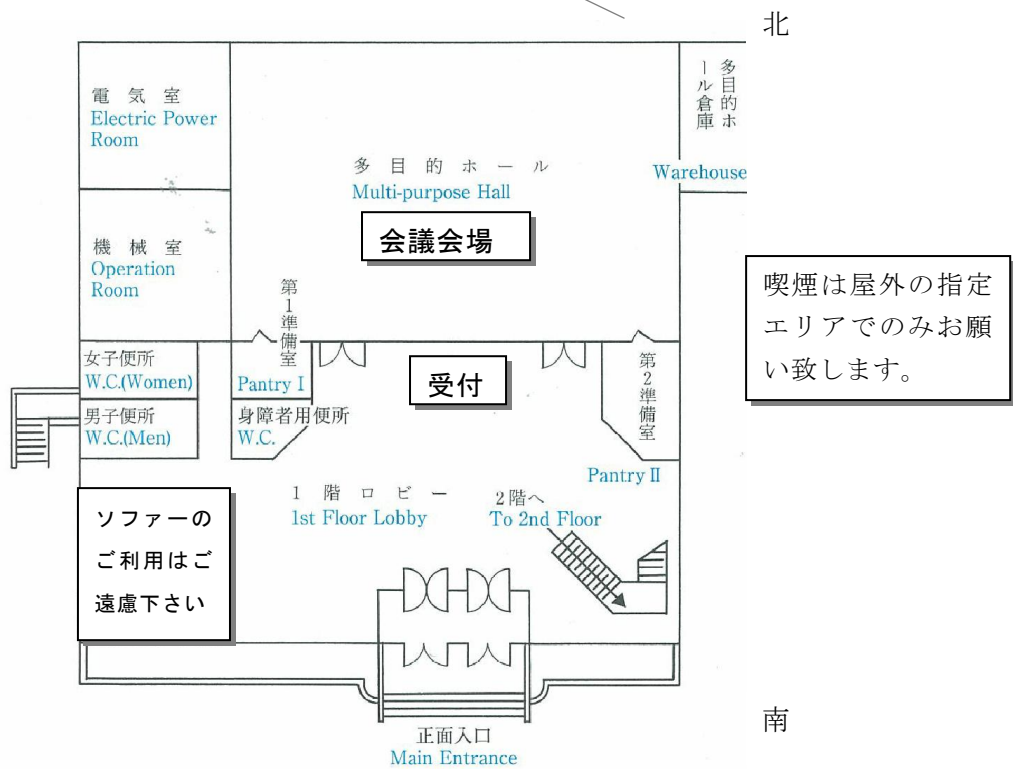 北
電気室
Electric Power
Room
多目的ホ
ール倉庫
Warehouse
多目的ホール
Multi-purpose Hall
会議会場
機械室
Operation
Room
喫煙は屋外の指定
エリアでのみお願
い致します。
第1準備室
Pantry I
女子便所
W.C.(Women)
受付
第2準備室
Pantry II
男子便所
W.C.(Men)
身障者用便所
W.C.
1階ロビー
1st Floor Lobby
2階へ
To 2nd Floor
ソファーの
ご利用はご
遠慮下さい
南
正面入口
Main Entrance